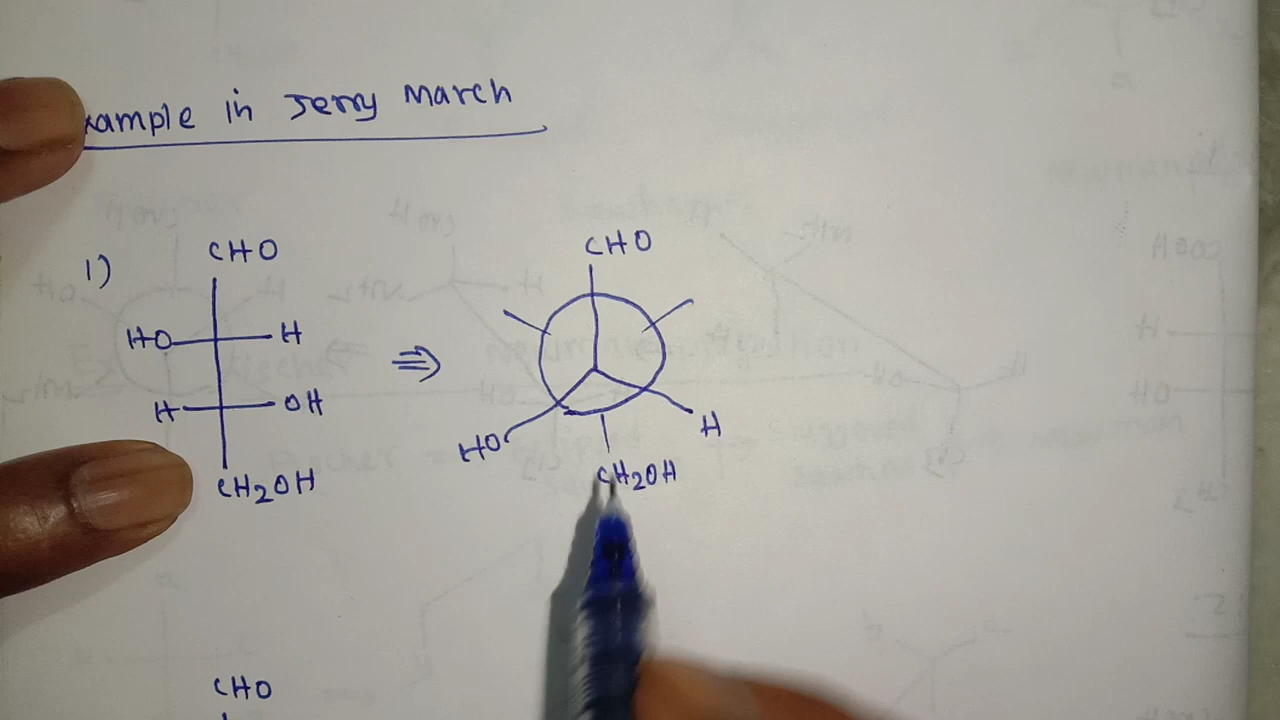 xample in Jerry March
1)
CHO
HO H
H OH
CH2OH
⇒
CHO
HO H
CH2OH
CHO